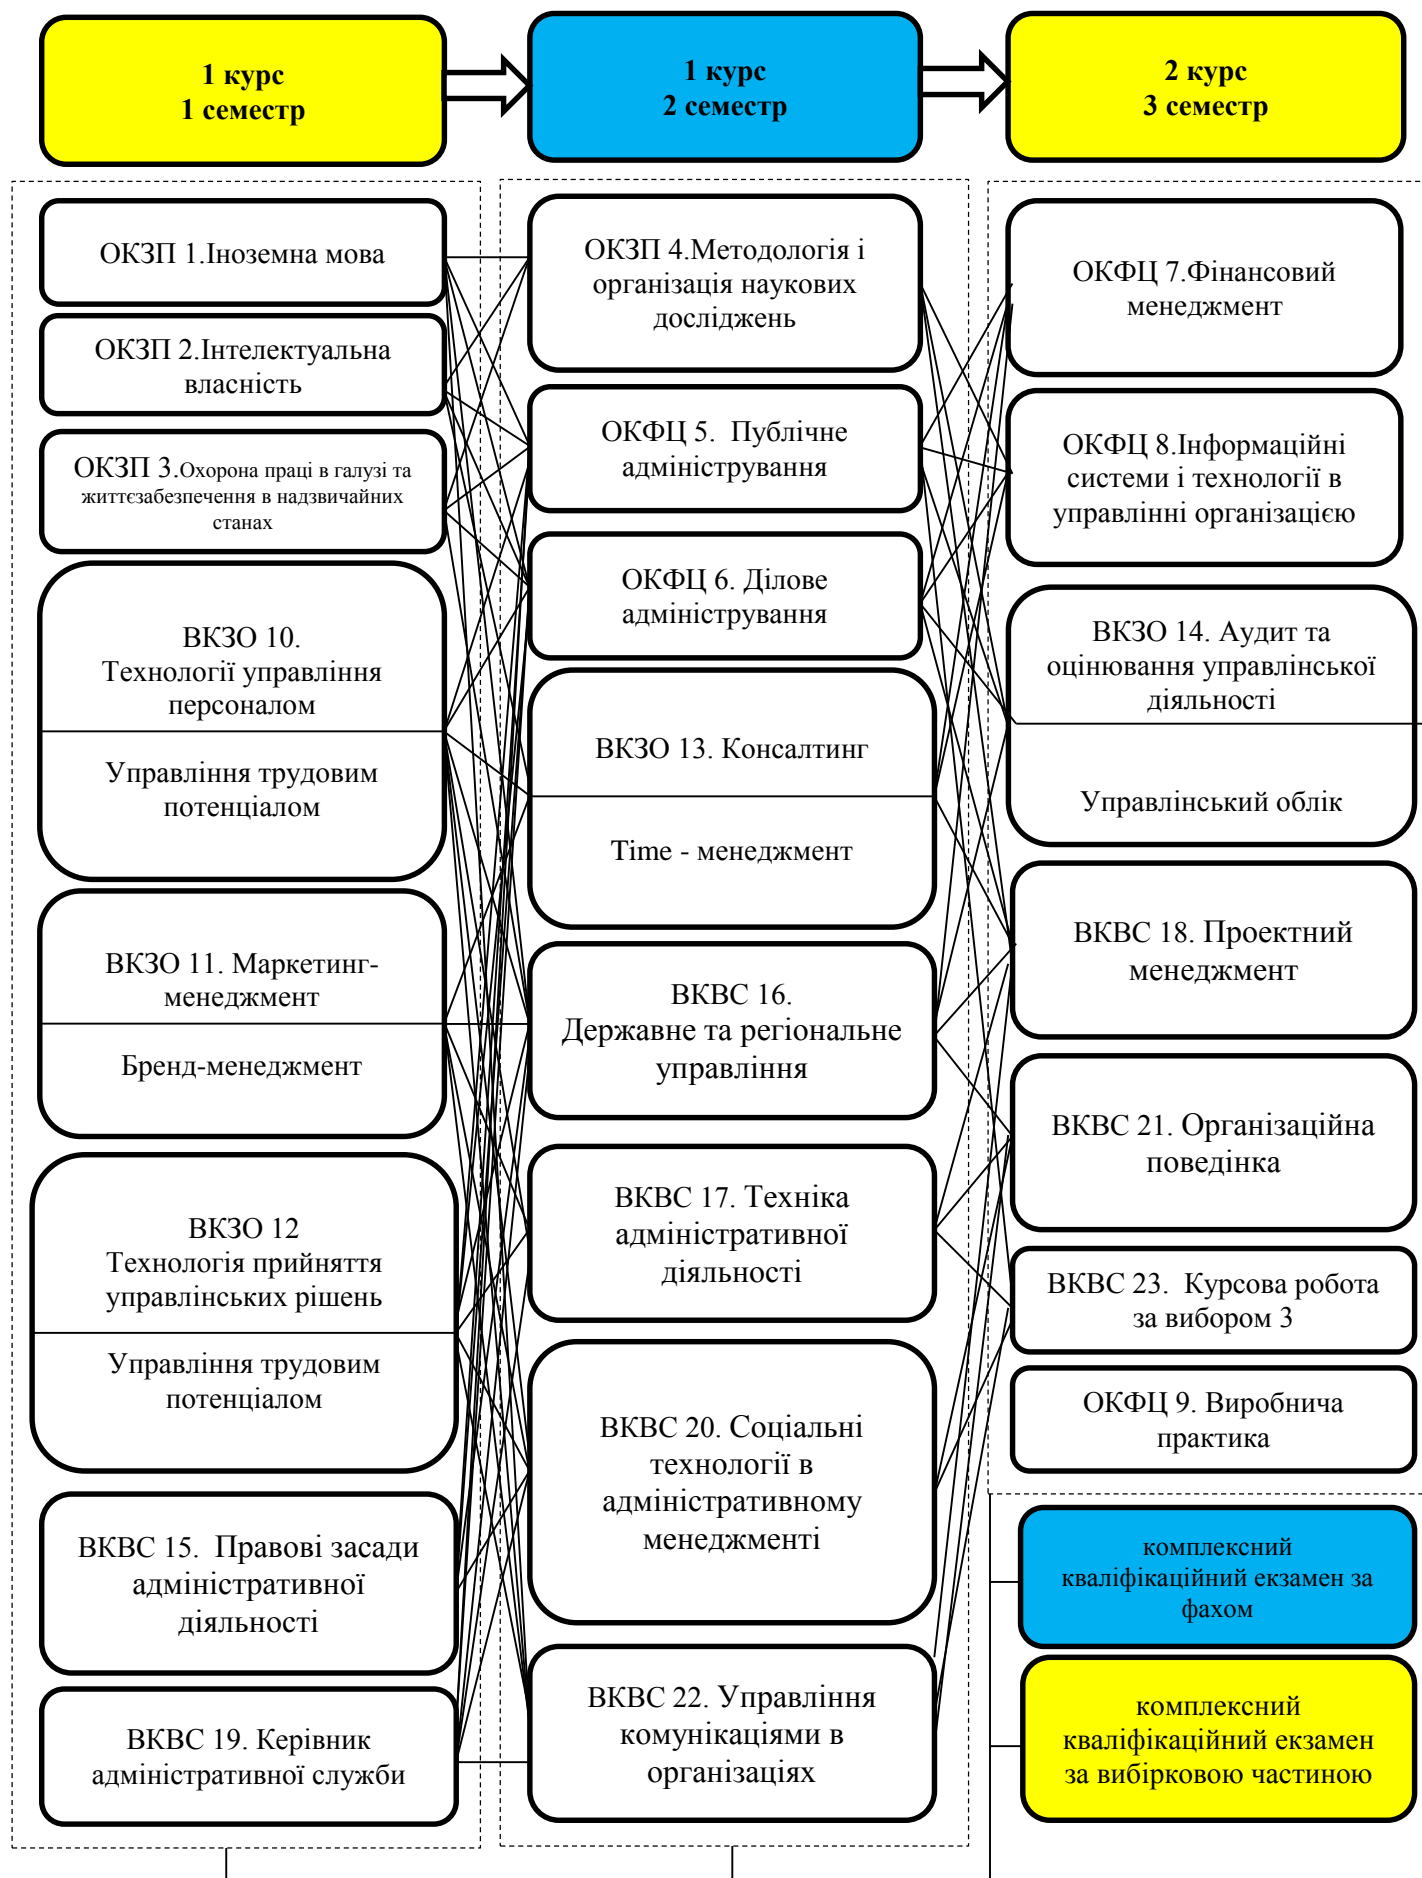 1 курс
1 семестр
1 курс
2 семестр
2 курс
3 семестр
ОКЗП 1.Іноземна мова
ОКЗП 2.Інтелектуальна
власність
ОКЗП 3.Охорона праці в галузі та
життєзабезпечення в надзвичайних
станах
ВКЗО 10.
Технології управління
персоналом
Управління трудовим
потенціалом
ВКЗО 11. Маркетинг-
менеджмент
Бренд-менеджмент
ВКЗО 12
Технологія прийняття
управлінських рішень
Управління трудовим
потенціалом
ВКВС 15.  Правові засади
адміністративної
діяльності
ВКВС 19. Керівник
адміністративної служби
ОКЗП 4.Методологія і
організація наукових
досліджень
ОКФЦ 5.  Публічне
адміністрування
ОКФЦ 6. Ділове
адміністрування
ВКЗО 13. Консалтинг
Time - менеджмент
ВКВС 16.
Державне та регіональне
управління
ВКВС 17. Техніка
адміністративної
діяльності
ВКВС 20. Соціальні
технології в
адміністративному
менеджменті
ВКВС 22. Управління
комунікаціями в
організаціях
ОКФЦ 7.Фінансовий
менеджмент
ОКФЦ 8.Інформаційні
системи і технології в
управлінні організацією
ВКЗО 14. Аудит та
оцінювання управлінської
діяльності
Управлінський облік
ВКВС 18. Проектний
менеджмент
ВКВС 21. Організаційна
поведінка
ВКВС 23.  Курсова робота
за вибором 3
ОКФЦ 9. Виробнича
практика
комплексний
кваліфікаційний екзамен за
фахом
комплексний
кваліфікаційний екзамен
за вибірковою частиною